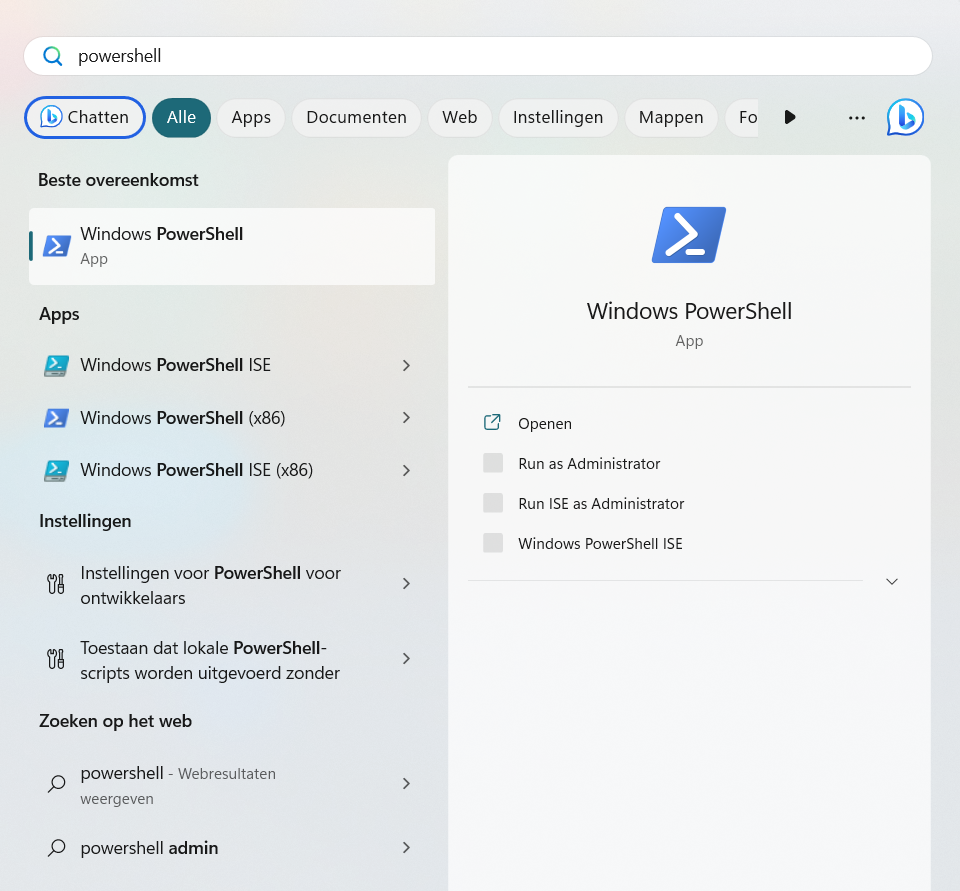 powershell
Chatten
Alle
Apps
Documenten
Web
Instellingen
Mappen
Fo
Beste overeenkomst
Windows PowerShell
App
Apps
Windows PowerShell ISE
Windows PowerShell (x86)
Windows PowerShell ISE (x86)
Instellingen
Instellingen voor PowerShell voor
ontwikkelaars
Toestaan dat lokale PowerShell-
scripts worden uitgevoerd zonder
Zoeken op het web
powershell - Webresultaten
weergeven
powershell admin
Windows PowerShell
App
Openen
Run as Administrator
Run ISE as Administrator
Windows PowerShell ISE